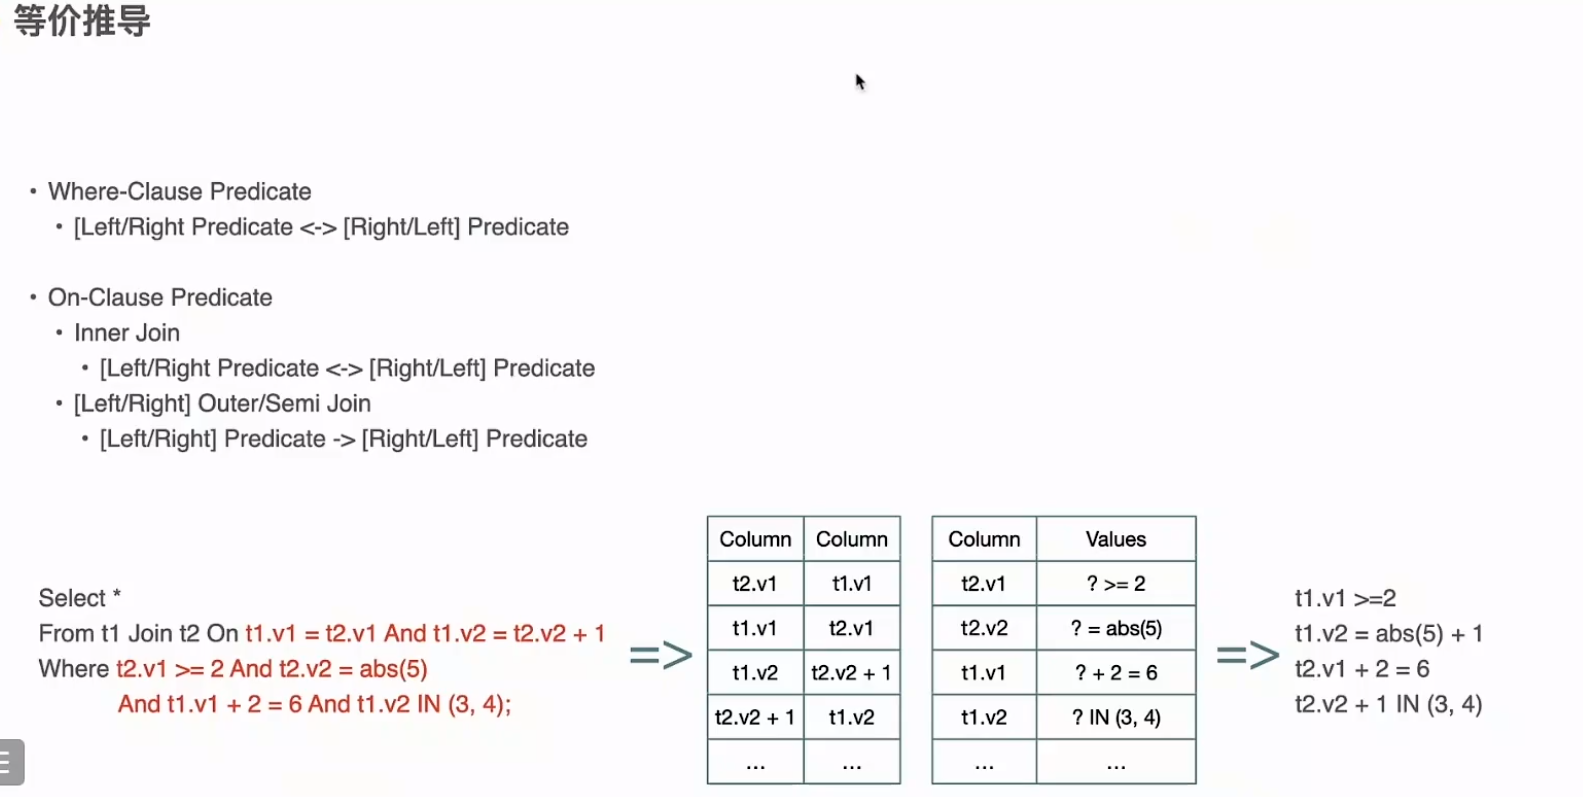 等价推导
• Where-Clause Predicate
• [Left/Right Predicate <-> [Right/Left] Predicate
• On-Clause Predicate
• Inner Join
• [Left/Right Predicate <-> [Right/Left] Predicate
• [Left/Right] Outer/Semi Join
• [Left/Right] Predicate -> [Right/Left] Predicate
Select *
From t1 Join t2 On t1.v1 = t2.v1 And t1.v2 = t2.v2 + 1
Where t2.v1 >= 2 And t2.v2 = abs(5)
And t1.v1 + 2 = 6 And t1.v2 IN (3, 4);
=>
Column Column
t2.v1 t1.v1
t1.v1 t2.v1
t1.v2 t2.v2 + 1
t2.v2 + 1 t1.v2
... ...
Column Values
t2.v1 ? >= 2
t2.v2 ? = abs(5)
t1.v1 ? + 2 = 6
t1.v2 ? IN (3, 4)
... ...
=>
t1.v1 >=2
t1.v2 = abs(5) + 1
t2.v1 + 2 = 6
t2.v2 + 1 IN (3, 4)